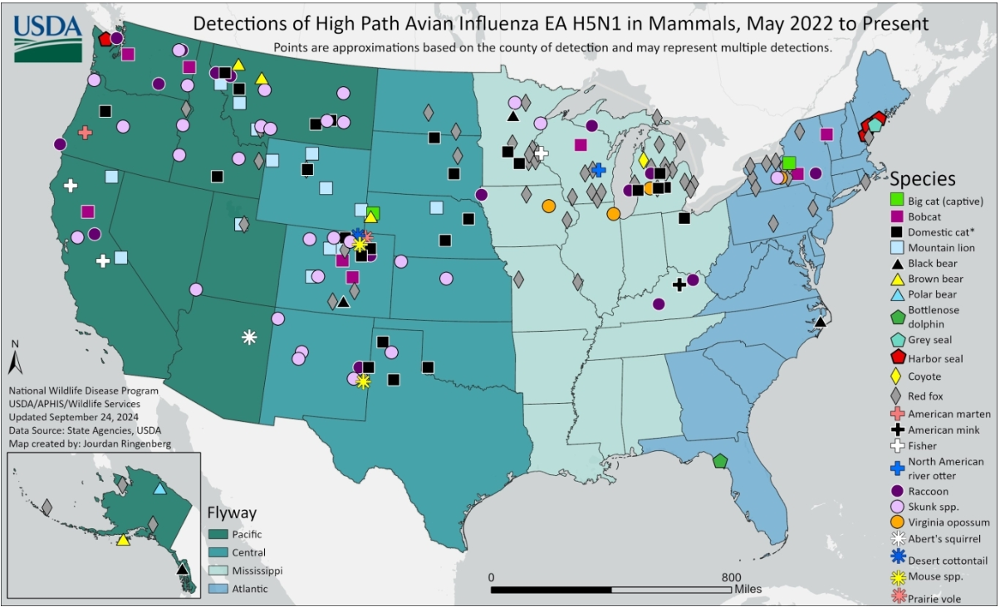 USDA
Detections of High Path Avian Influenza EA H5N1 in Mammals, May 2022 to Present
Points are approximations based on the county of detection and may represent multiple detections.
Species
Big cat (captive)
Bobcat
Domestic cat*
Mountain lion
Black bear
Brown bear
Polar bear
Bottlenose
dolphin
Grey seal
Harbor seal
Coyote
Red fox
American marten
American mink
Fisher
North American
river otter
Raccoon
Skunk spp.
Virginia opossum
Abert's squirrel
Desert cottontail
Mouse spp.
Prairie vole
N
National Wildlife Disease Program
USDA/APHIS/Wildlife Services
Updated September 24, 2024
Data Source: State Agencies, USDA
Map created by: Jourdan Ringenberg
Flyway
Pacific
Central
Mississippi
Atlantic
0 800
Miles